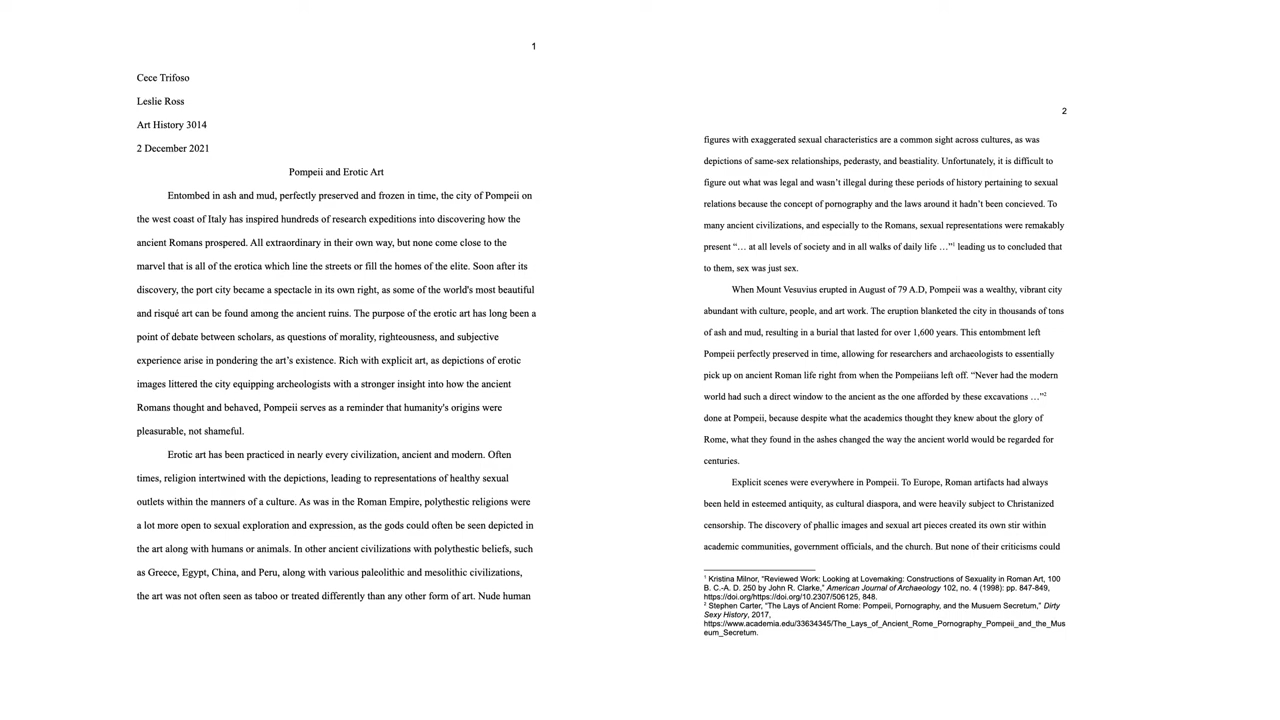 1
Cece Trifoso
Leslie Ross
Art History 3014
2 December 2021
Pompeii and Erotic Art
Entombed in ash and mud, perfectly preserved and frozen in time, the city of Pompeii on
the west coast of Italy has inspired hundreds of research expeditions into discovering how the
ancient Romans prospered. All extraordinary in their own way, but none come close to the
marvel that is all of the erotica which line the streets or fill the homes of the elite. Soon after its
discovery, the port city became a spectacle in its own right, as some of the world's most beautiful
and risqué art can be found among the ancient ruins. The purpose of the erotic art has long been a
point of debate between scholars, as questions of morality, righteousness, and subjective
experience arise in pondering the art’s existence. Rich with explicit art, as depictions of erotic
images littered the city equipping archeologists with a stronger insight into how the ancient
Romans thought and behaved, Pompeii serves as a reminder that humanity's origins were
pleasurable, not shameful.
Erotic art has been practiced in nearly every civilization, ancient and modern. Often
times, religion intertwined with the depictions, leading to representations of healthy sexual
outlets within the manners of a culture. As was in the Roman Empire, polythestic religions were
a lot more open to sexual exploration and expression, as the gods could often be seen depicted in
the art along with humans or animals. In other ancient civilizations with polythestic beliefs, such
as Greece, Egypt, China, and Peru, along with various paleolithic and mesolithic civilizations,
the art was not often seen as taboo or treated differently than any other form of art. Nude human
2
figures with exaggerated sexual characteristics are a common sight across cultures, as was
depictions of same-sex relationships, pederasty, and beastiality. Unfortunately, it is difficult to
figure out what was legal and wasn’t illegal during these periods of history pertaining to sexual
relations because the concept of pornography and the laws around it hadn’t been concieved. To
many ancient civilizations, and especially to the Romans, sexual representations were remakably
present “… at all levels of society and in all walks of daily life …”1 leading us to concluded that
to them, sex was just sex.
When Mount Vesuvius erupted in August of 79 A.D, Pompeii was a wealthy, vibrant city
abundant with culture, people, and art work. The eruption blanketed the city in thousands of tons
of ash and mud, resulting in a burial that lasted for over 1,600 years. This entombment left
Pompeii perfectly preserved in time, allowing for researchers and archaeologists to essentially
pick up on ancient Roman life right from when the Pompeiians left off. “Never had the modern
world had such a direct window to the ancient as the one afforded by these excavations …”2
done at Pompeii, because despite what the academics thought they knew about the glory of
Rome, what they found in the ashes changed the way the ancient world would be regarded for
centuries.
Explicit scenes were everywhere in Pompeii. To Europe, Roman artifacts had always
been held in esteemed antiquity, as cultural diaspora, and were heavily subject to Christanized
censorship. The discovery of phallic images and sexual art pieces created its own stir within
academic communities, government officials, and the church. But none of their criticisms could
1 Kristina Milnor, “Reviewed Work: Looking at Lovemaking: Constructions of Sexuality in Roman Art, 100
B. C.-A. D. 250 by John R. Clarke,” American Journal of Archaeology 102, no. 4 (1998): pp. 847-849,
https://doi.org/https://doi.org/10.2307/506125, 848.
2 Stephen Carter, “The Lays of Ancient Rome: Pompeii, Pornography, and the Musuem Secretum,” Dirty
Sexy History, 2017,
https://www.academia.edu/33634345/The_Lays_of_Ancient_Rome_Pornography_Pompeii_and_the_Mus
eum_Secretum.